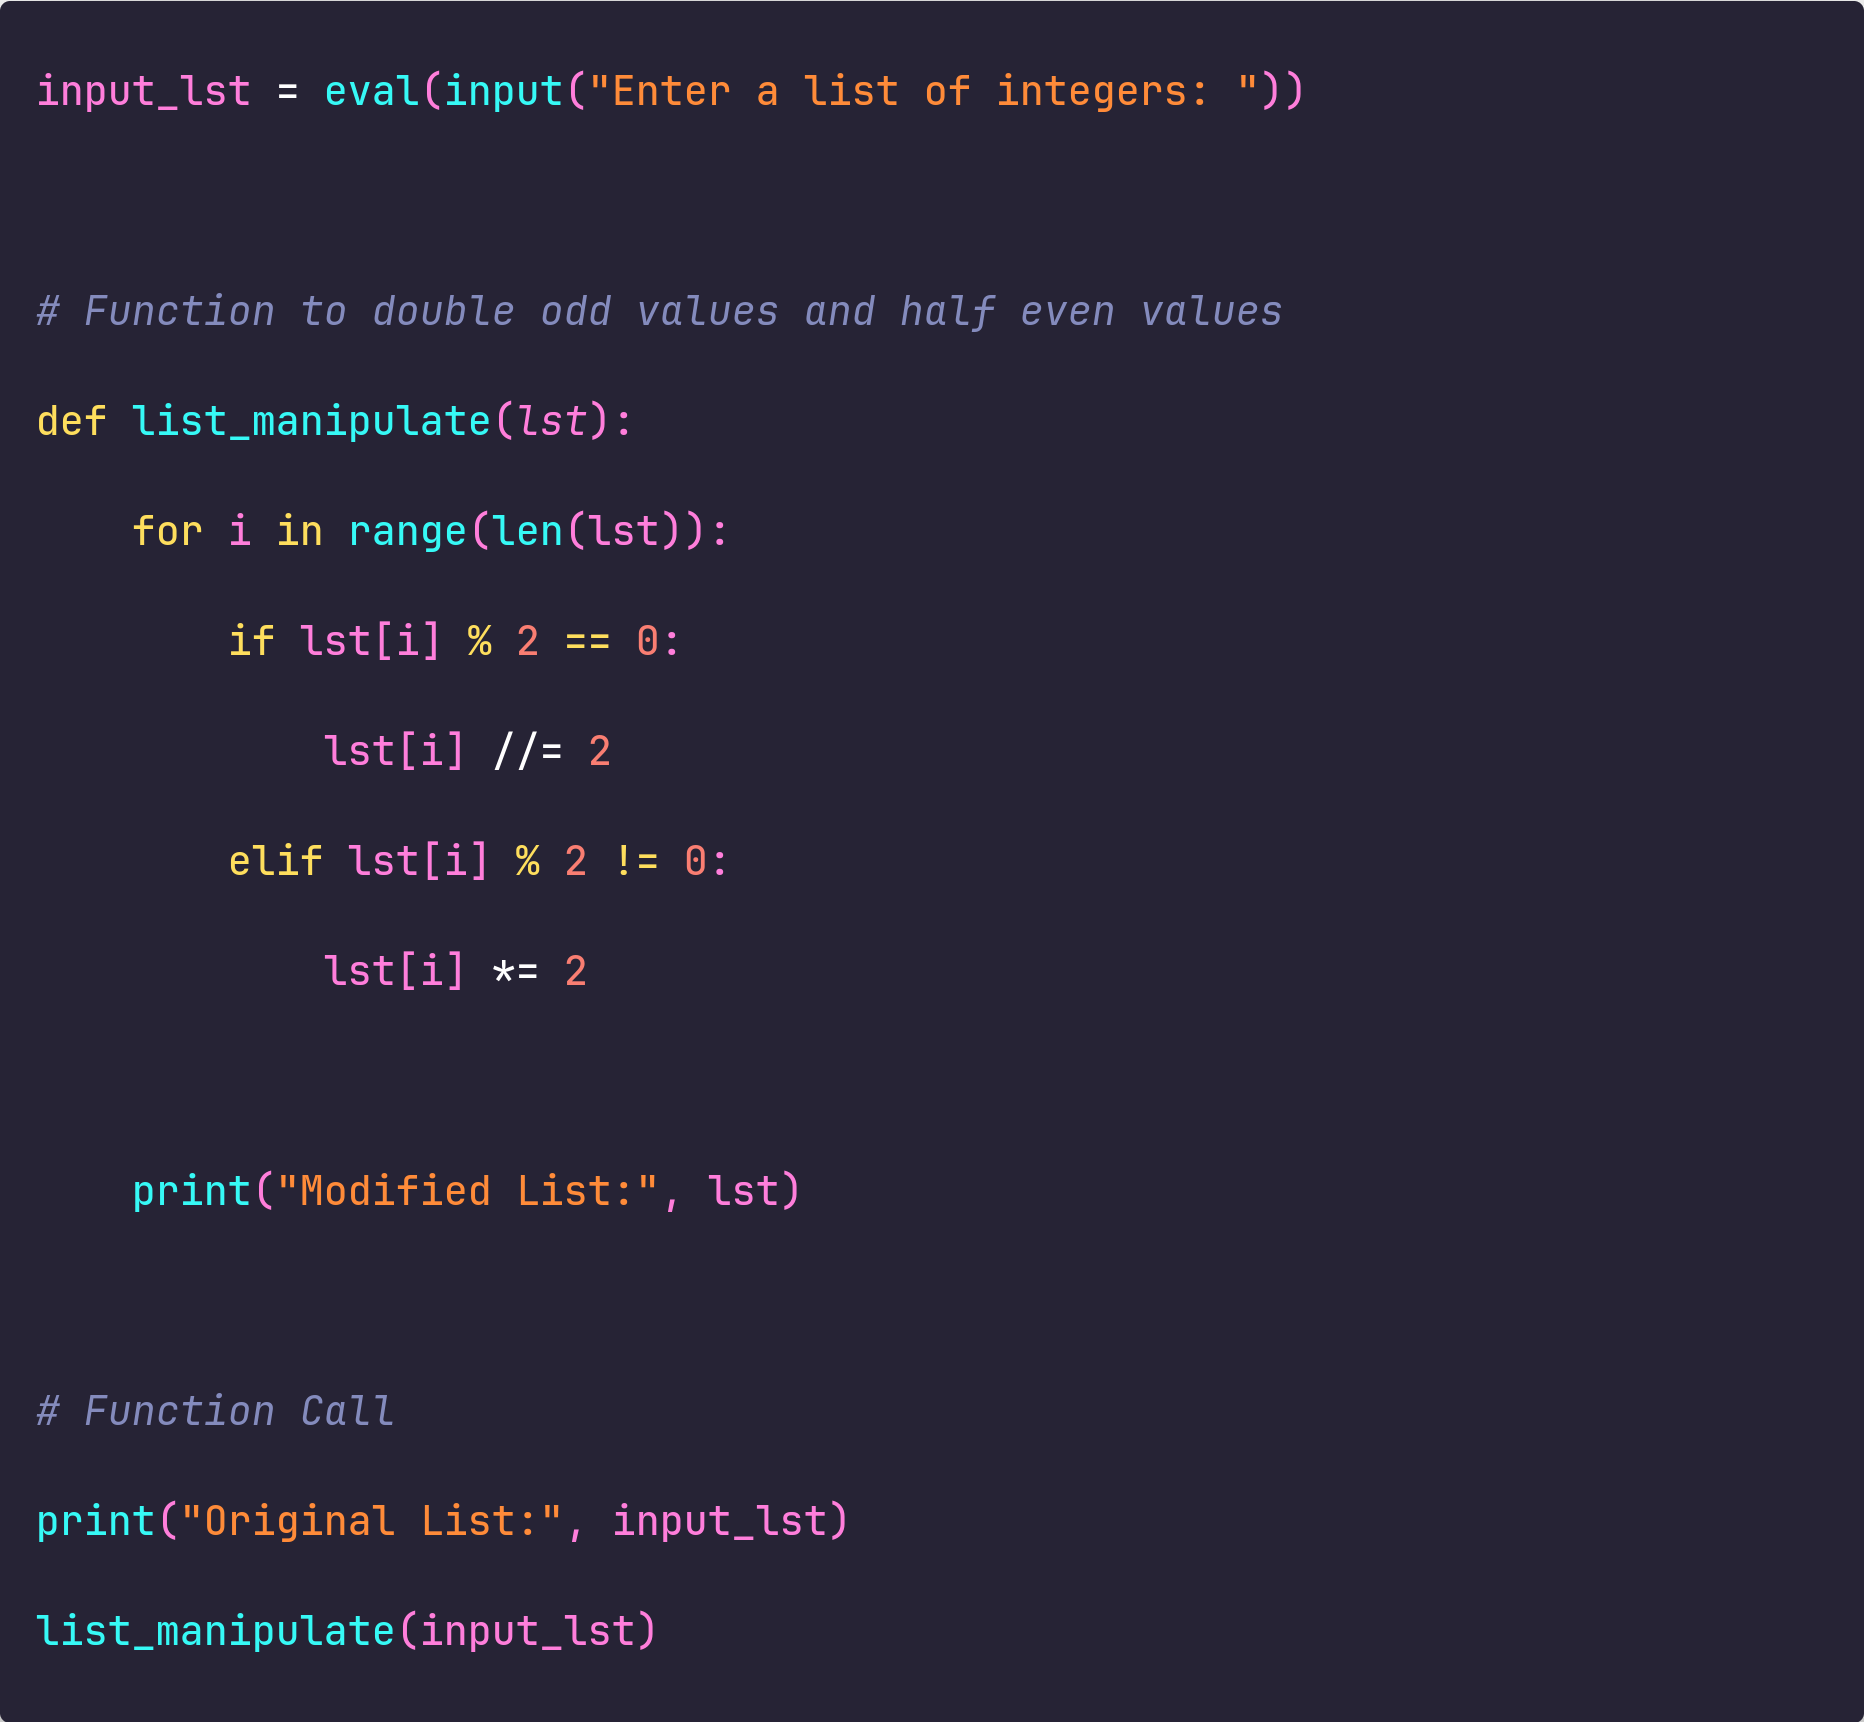 input_lst = eval(input("Enter a list of integers: "))
# Function to double odd values and half even values
def list_manipulate(lst):
    for i in range(len(lst)):
        if lst[i] % 2 == 0:
            lst[i] //= 2
        elif lst[i] % 2 != 0:
            lst[i] *= 2
    print("Modified List:", lst)
# Function Call
print("Original List:", input_lst)
list_manipulate(input_lst)